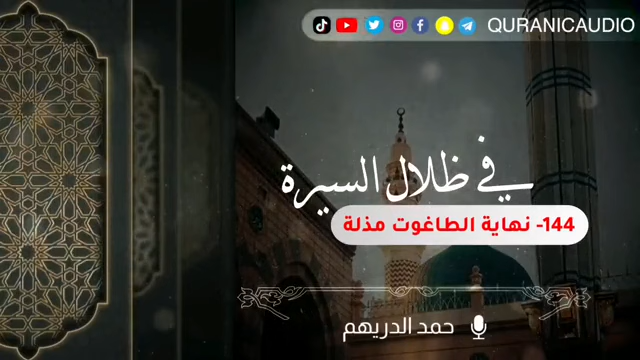 QURANICAUDIO
في ظلال السيرة
144- نهاية الطاغوت مذلة
حمد الدريهم